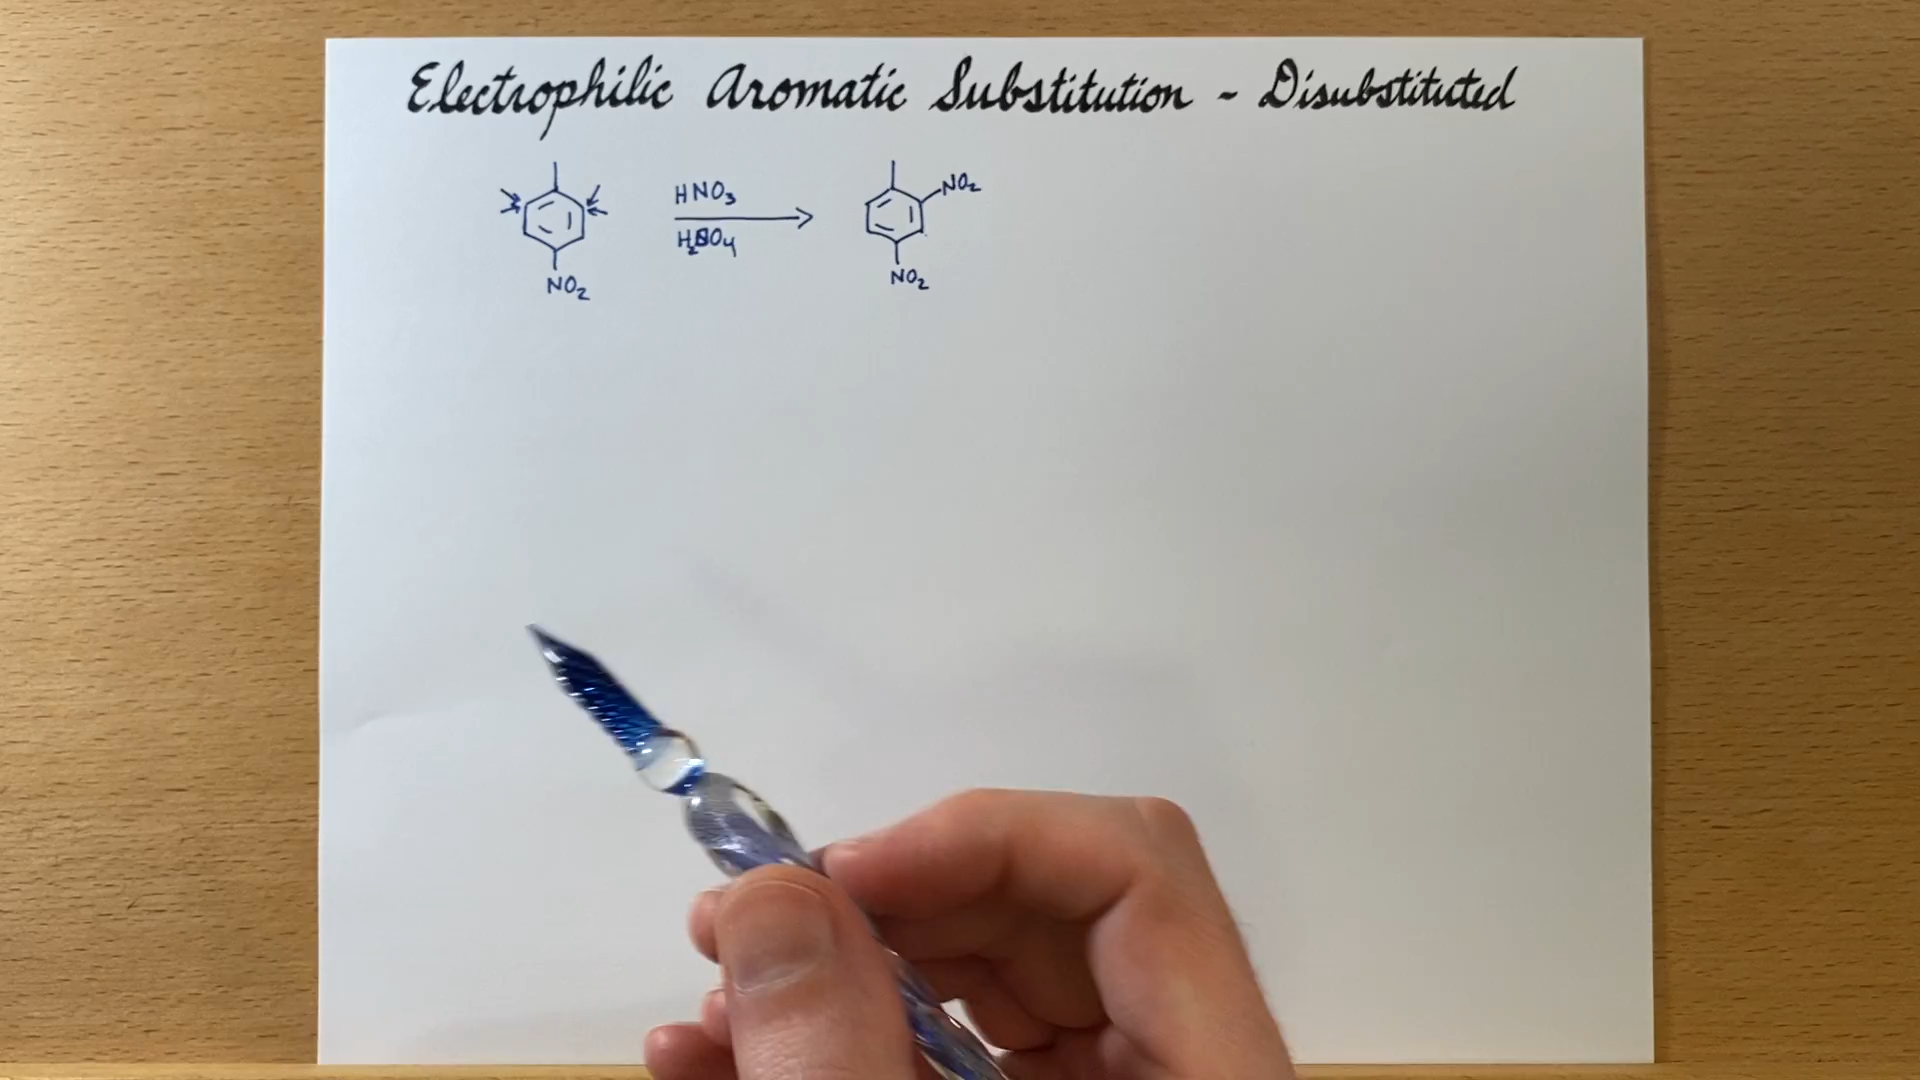 Electrophilic Aromatic Substitution - Disubstituted
HNO₃
H₂SO₄
NO₂
NO₂
NO₂